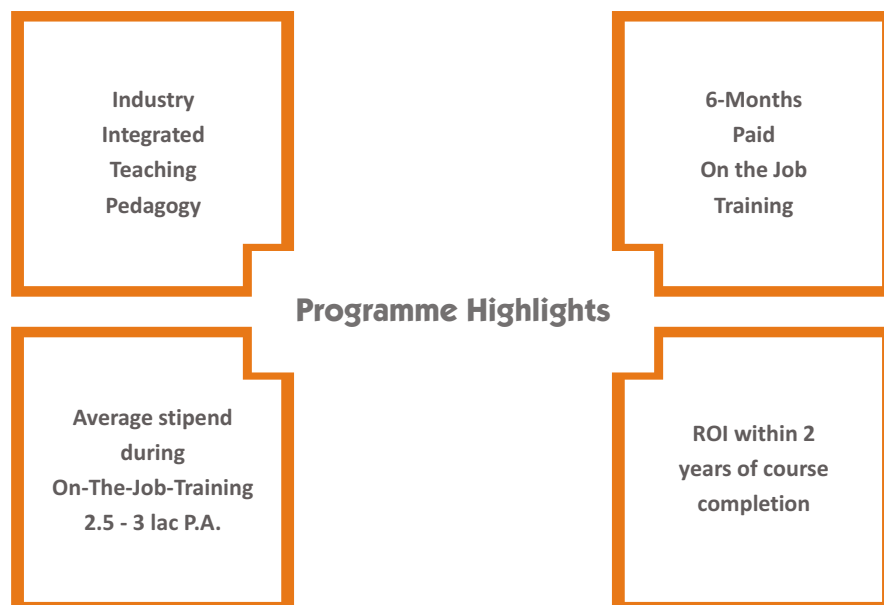 Industry
Integrated
Teaching
Pedagogy
6-Months
Paid
On the Job
Training
Programme Highlights
Average stipend
during
On-The-Job-Training
2.5 - 3 lac P.A.
ROI within 2
years of course
completion